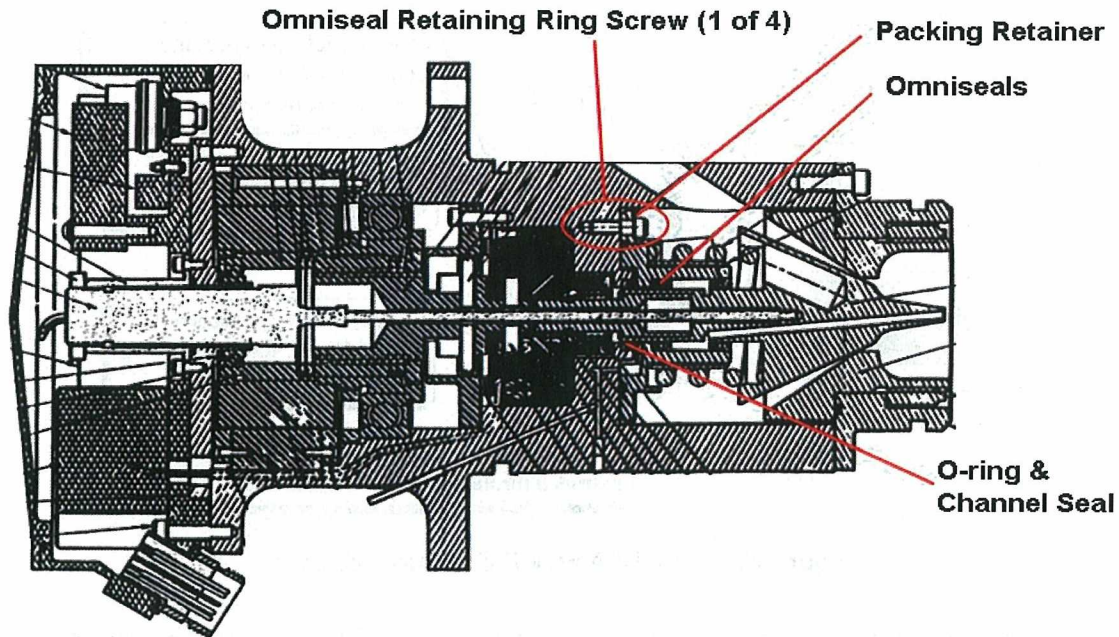 Omniseal Retaining Ring Screw (1 of 4)
Packing Retainer
Omniseals
O-ring &
Channel Seal